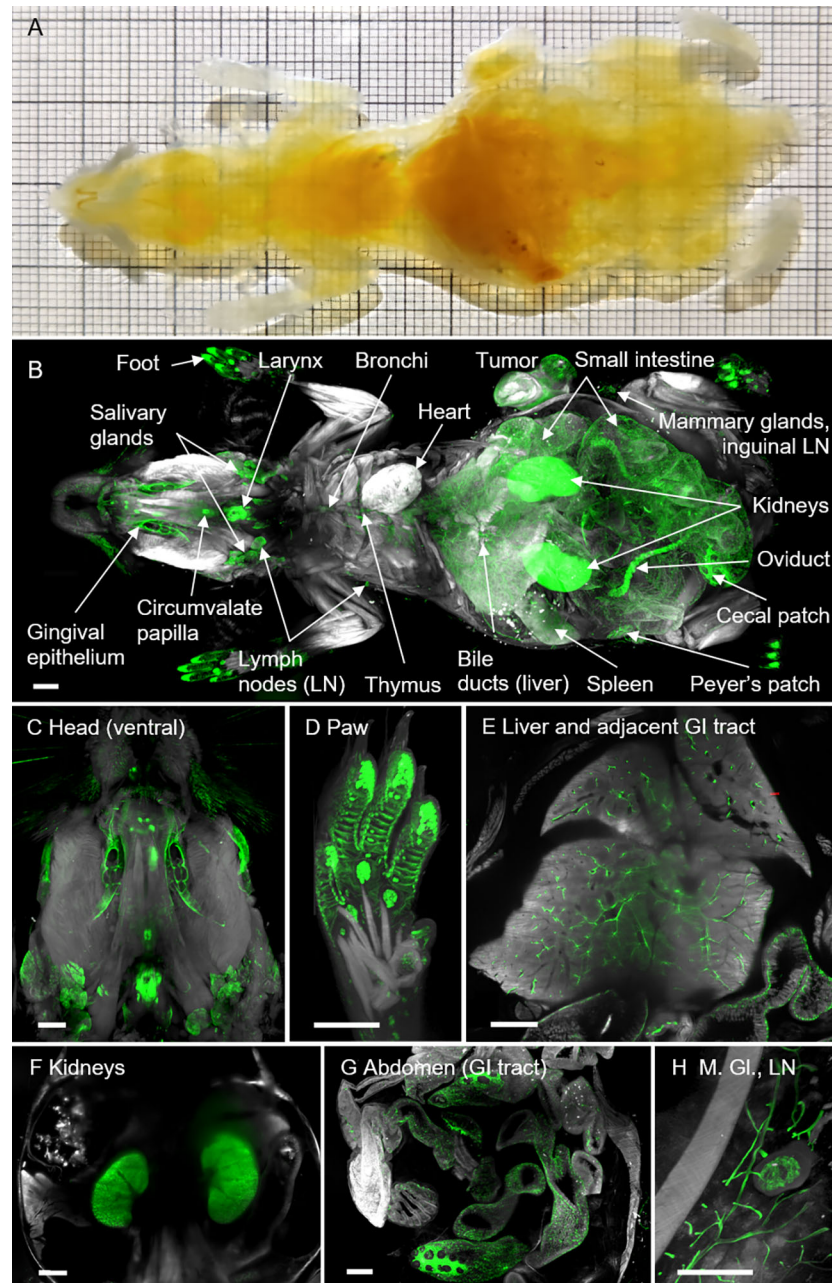 A
B
Foot
Larynx
Bronchi
Tumor
Small intestine
Salivary
glands
Heart
Mammary glands,
inguinal LN
Kidneys
Oviduct
Cecal patch
Gingival
epithelium
Circumvalate
papilla
Lymph
nodes (LN)
Thymus
Bile
ducts (liver)
Spleen
Peyer's patch
C Head (ventral)
D Paw
E Liver and adjacent GI tract
F Kidneys
G Abdomen (GI tract)
H M. Gl., LN